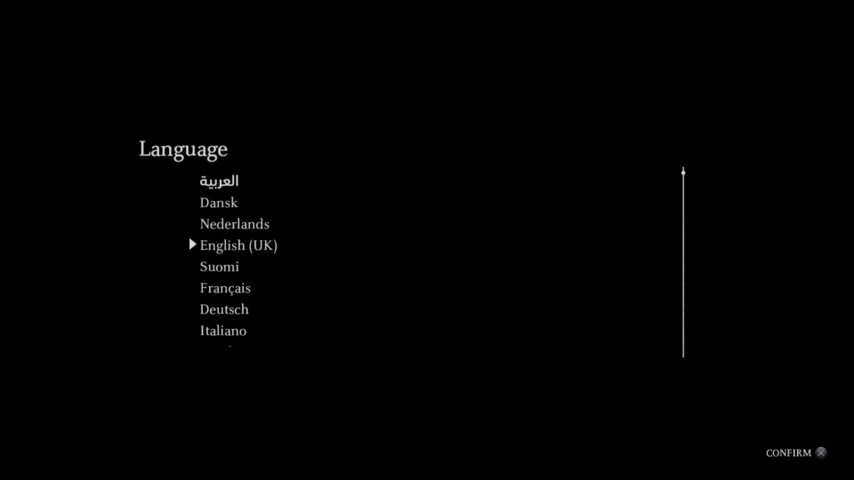 Language
العربية
Dansk
Nederlands
English (UK)
Suomi
Français
Deutsch
Italiano
CONFIRM